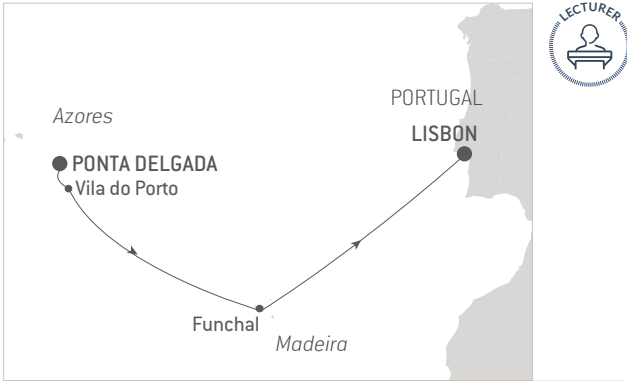 LECTURER
PORTUGAL
LISBON
Azores
PONTA DELGADA
Vila do Porto
Funchal
Madeira